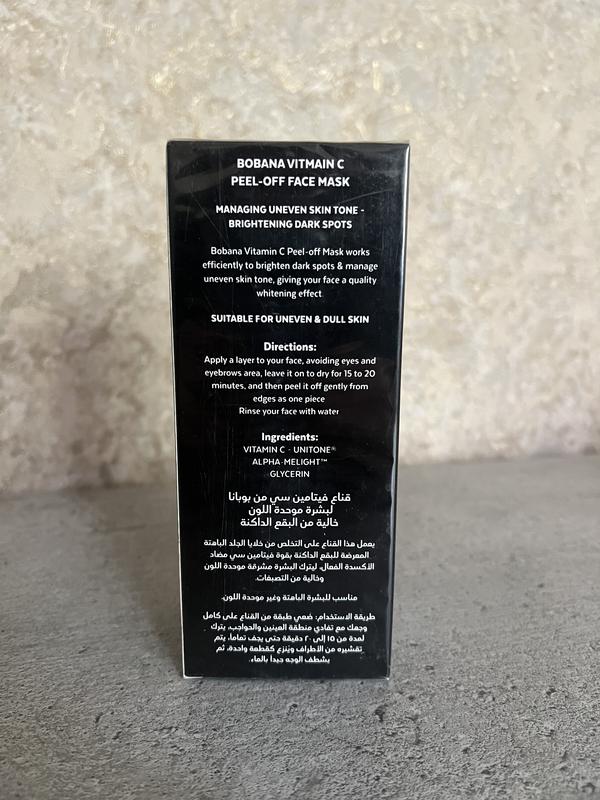 BOBANA VITMAIN C
PEEL-OFF FACE MASK
MANAGING UNEVEN SKIN TONE -
BRIGHTENING DARK SPOTS
Bobana Vitamin C Peel-off Mask works
efficiently to brighten dark spots & manage
uneven skin tone, giving your face a quality
whitening effect
SUITABLE FOR UNEVEN & DULL SKIN
Directions:
Apply a layer to your face, avoiding eyes and
eyebrows area, leave it on to dry for 15 to 20
minutes, and then peel it off gently from
edges as one piece
Rinse your face with water
Ingredients:
VITAMIN C - UNITONE®
ALPHA-MELIGHT™
GLYCERIN
قناع فيتامين سي من بوبانا
لبشرة موحدة اللون
خالية من البقع الداكنة
يعمل هذا القناع على التخلص من خلايا الجلد الباهتة
المعرضة للبقع الداكنة بقوة فيتامين سي مضاد
الأكسدة الفعال، ليترك البشرة مشرقة موحدة اللون
وخالية من التصبغات.
مناسب للبشرة الباهتة وغير موحدة اللون.
طريقة الاستخدام: ضعي طبقة من القناع على كامل
وجهك مع تفادي منطقة العينين والحواجب، يترك
لمدة من ١٥ إلى ٢٠ دقيقة حتى يجف تماماً، يتم
تقشيره من الأطراف ويُنزع كقطعة واحدة، ثم
يشطف الوجه جيداً بالماء.